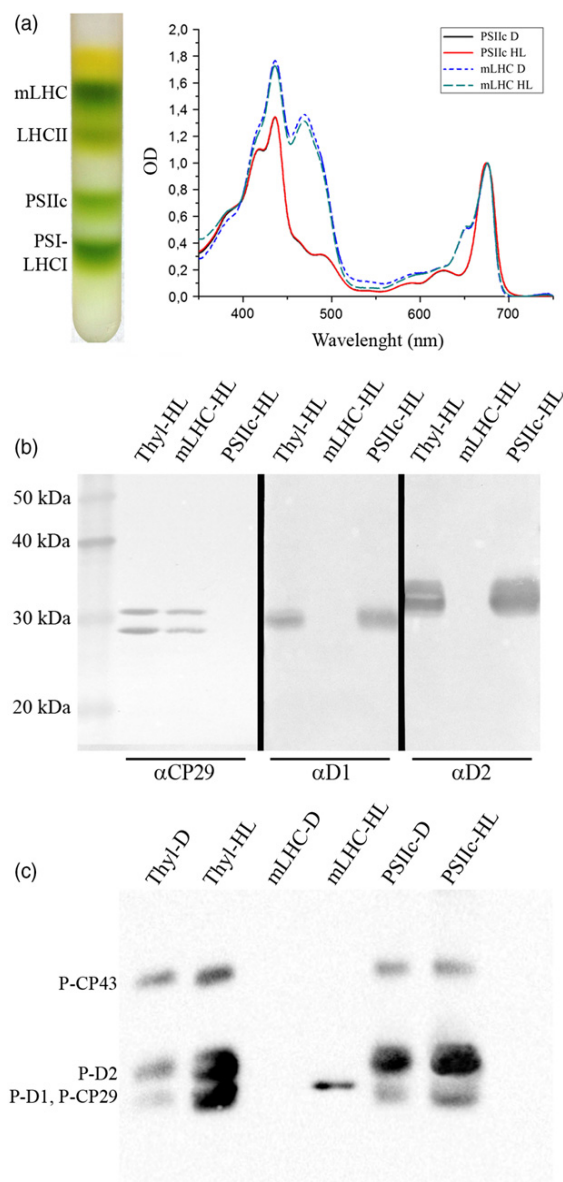 (a)
mLHC
LHCII
PSIIc
PSI-
LHCI
OD
2,0
1,8
1,6
1,4
1,2
1,0
0,8
0,6
0,4
0,2
0,0
400 500 600 700
Wavelenght (nm)
PSIIc D
PSIIc HL
mLHC D
mLHC HL
(b)
Thyl-HL mLHC-HL PSIIc-HL Thyl-HL mLHC-HL PSIIc-HL Thyl-HL mLHC-HL PSIIc-HL
50 kDa
40 kDa
30 kDa
20 kDa
αCP29 αD1 αD2
(c)
Thyl-D Thyl-HL mLHC-D mLHC-HL PSIIc-D PSIIc-HL
P-CP43
P-D2
P-D1, P-CP29